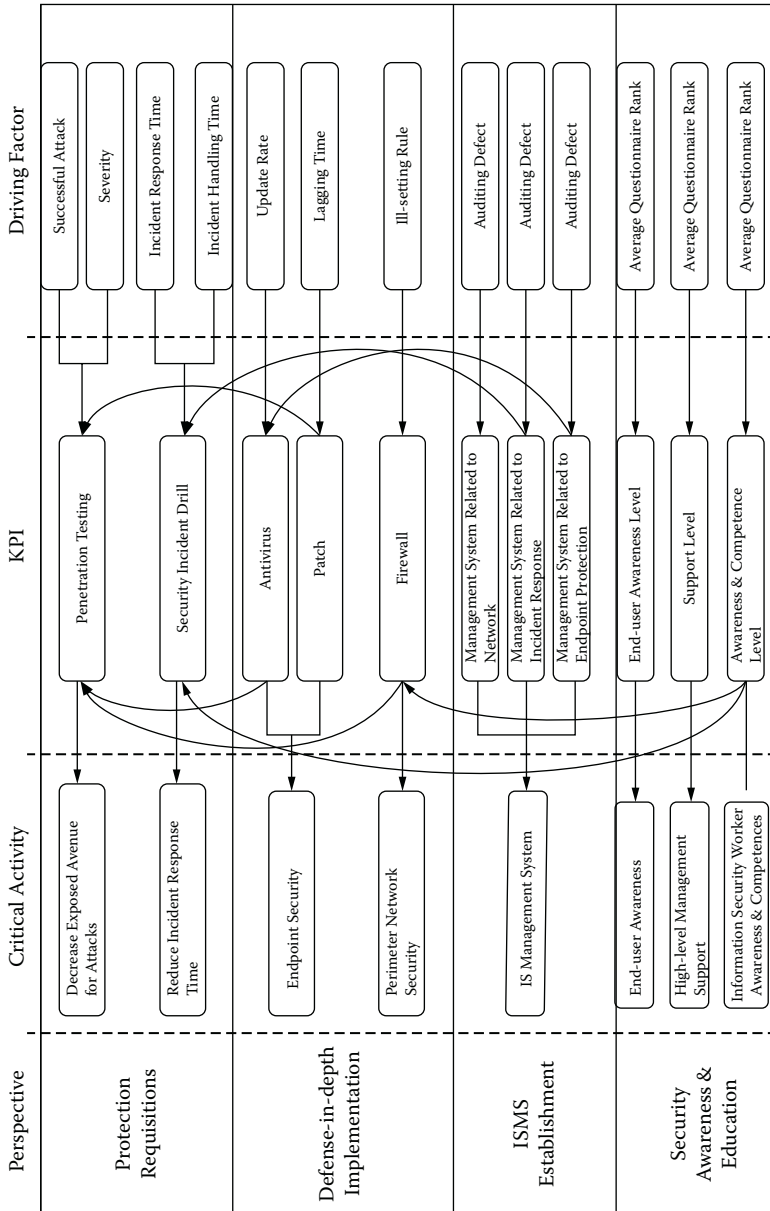 Perspective
Critical Activity
KPI
Driving Factor
Protection
Requisitions
Decrease Exposed Avenue
for Attacks
Reduce Incident Response
Time
Penetration Testing
Security Incident Drill
Successful Attack
Severity
Incident Response Time
Incident Handling Time
Defense-in-depth
Implementation
Endpoint Security
Perimeter Network
Security
Antivirus
Patch
Firewall
Update Rate
Lagging Time
Ill-setting Rule
ISMS
Establishment
IS Management System
Management System Related to
Network
Management System Related to
Incident Response
Management System Related to
Endpoint Protection
Auditing Defect
Auditing Defect
Auditing Defect
Security
Awareness &
Education
End-user Awareness
High-level Management
Support
Information Security Worker
Awareness & Competences
End-user Awareness Level
Support Level
Awareness & Competence
Level
Average Questionnaire Rank
Average Questionnaire Rank
Average Questionnaire Rank